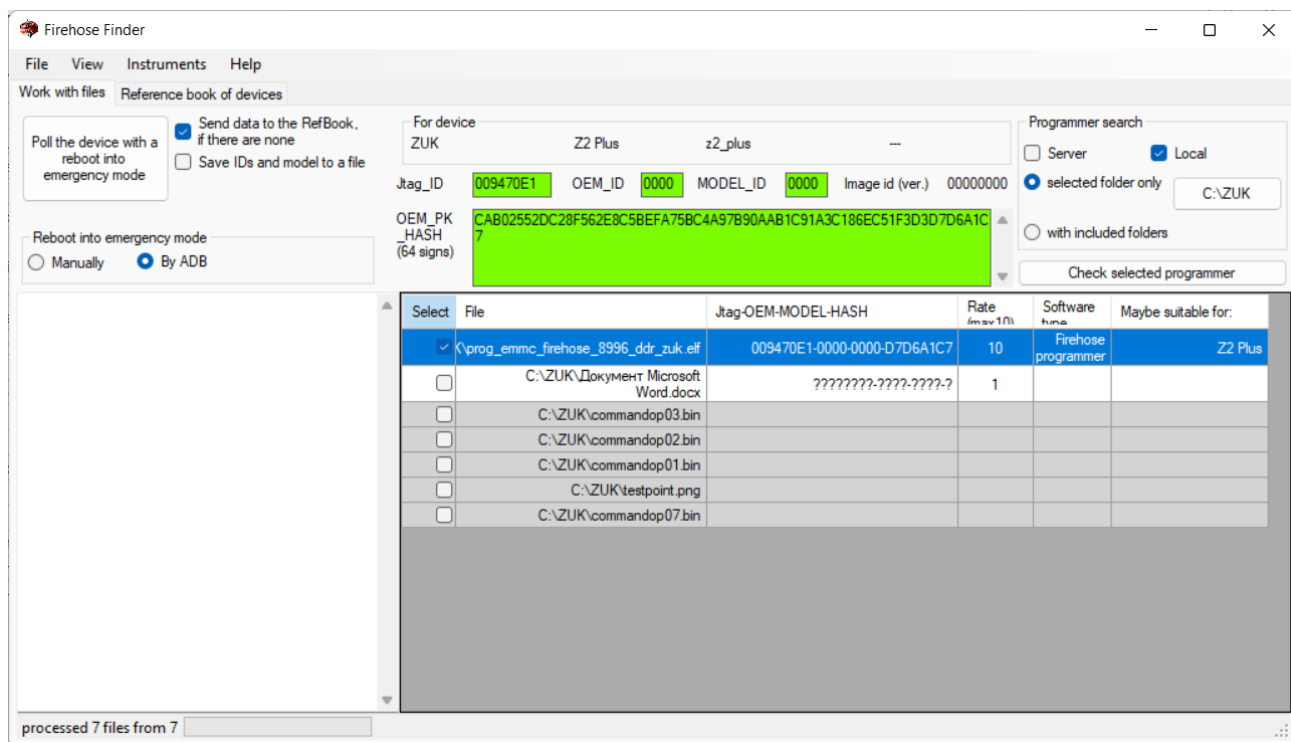 Firehose Finder
File View Instruments Help
Work with files Reference book of devices
Poll the device with a
reboot into
emergency mode
Send data to the RefBook,
if there are none
Save IDs and model to a file
Reboot into emergency mode
Manually By ADB
For device
ZUK Z2 Plus z2_plus ---
Jtag_ID 009470E1 OEM_ID 0000 MODEL_ID 0000 Image id (ver.) 00000000
OEM_PK
_HASH
(64 signs)
CAB02552DC28F562E8C5BEFA75BC4A97B90AAB1C91A3C186EC51F3D3D7D6A1C
7
Programmer search
Server Local
selected folder only C:\ZUK
with included folders
Check selected programmer
Select File Jtag-OEM-MODEL-HASH Rate
(max10) Software
type Maybe suitable for:
\prog_emmc_firehose_8996_ddr_zuk.elf 009470E1-0000-0000-D7D6A1C7 10 Firehose
programmer Z2 Plus
C:\ZUK\Документ Microsoft
Word.docx ????????-????-????-? 1
C:\ZUK\commandop03.bin
C:\ZUK\commandop02.bin
C:\ZUK\commandop01.bin
C:\ZUK\testpoint.png
C:\ZUK\commandop07.bin
processed 7 files from 7